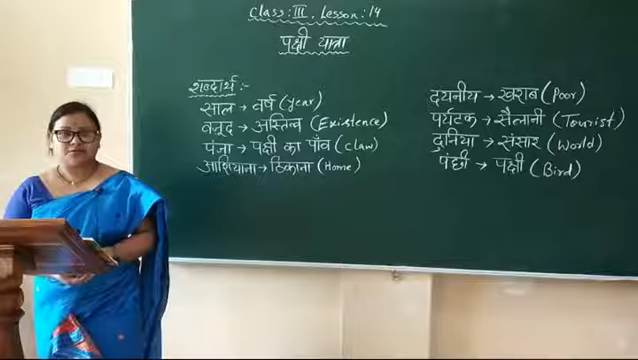 Class: III, Lesson: 14
पक्षी यात्रा
शब्दार्थ :-
साल → वर्ष (year)
वजूद → अस्तित्व (Existence)
पंजा → पक्षी का पाँव (claw)
आशियाना → ठिकाना (Home)
दयनीय → खराब (Poor)
पर्यटक → सैलानी (Tourist)
दुनिया → संसार (World)
पंछी → पक्षी (Bird)